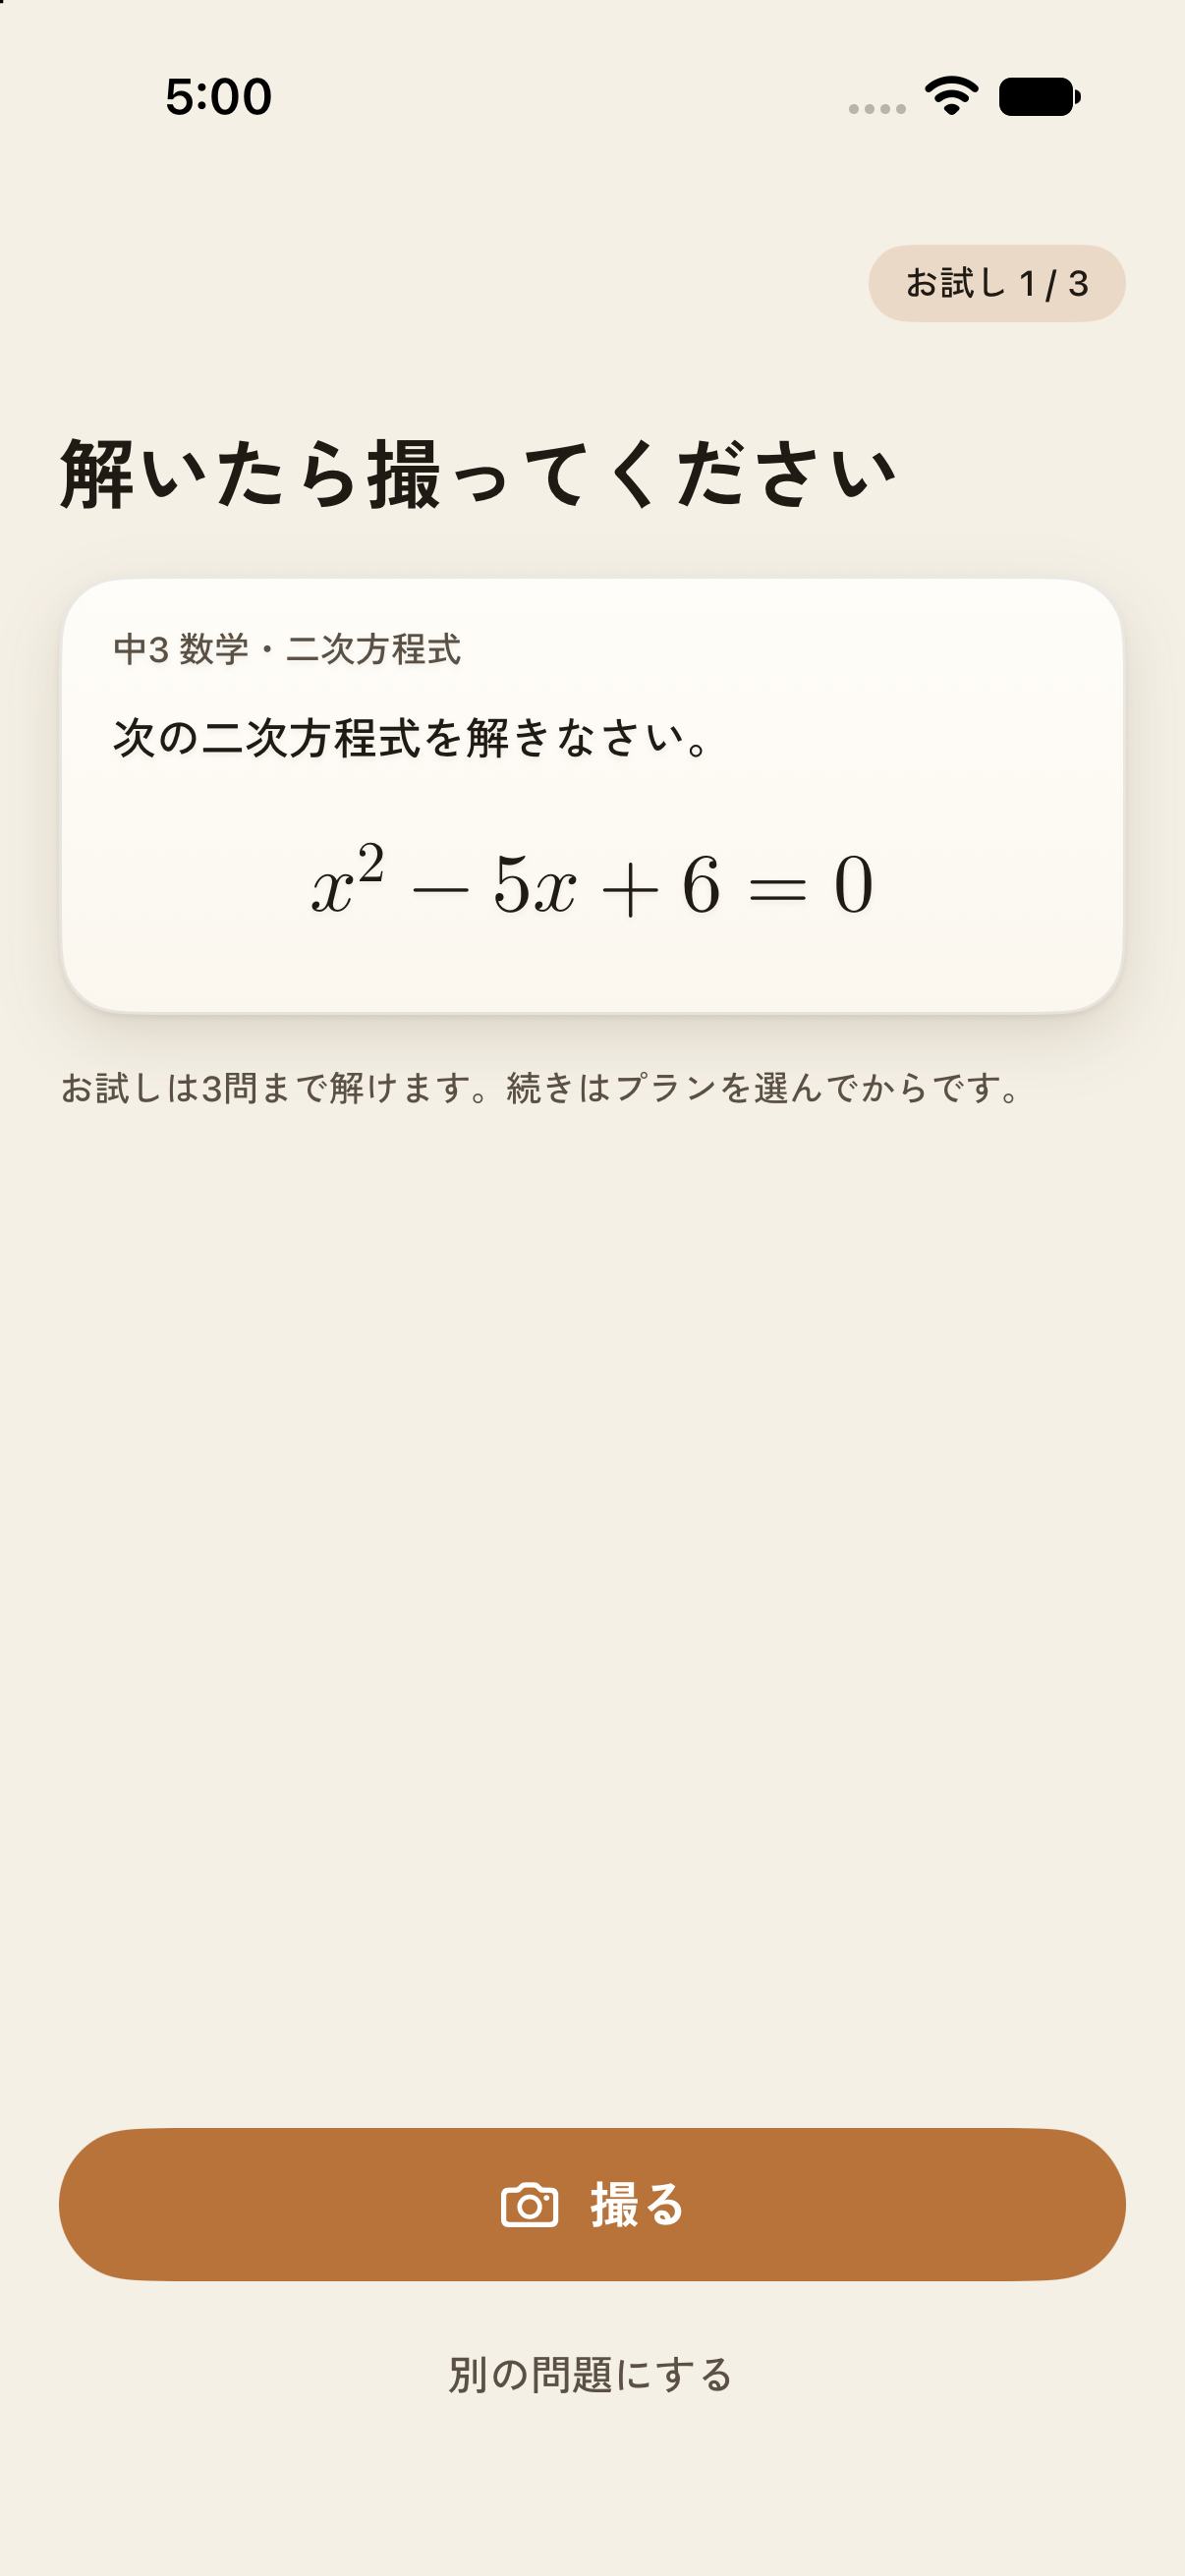 5:00
お試し 1 / 3
解いたら撮ってください
中3 数学・二次方程式
次の二次方程式を解きなさい。
x² − 5x + 6 = 0
お試しは3問まで解けます。続きはプランを選んでからです。
撮る
別の問題にする